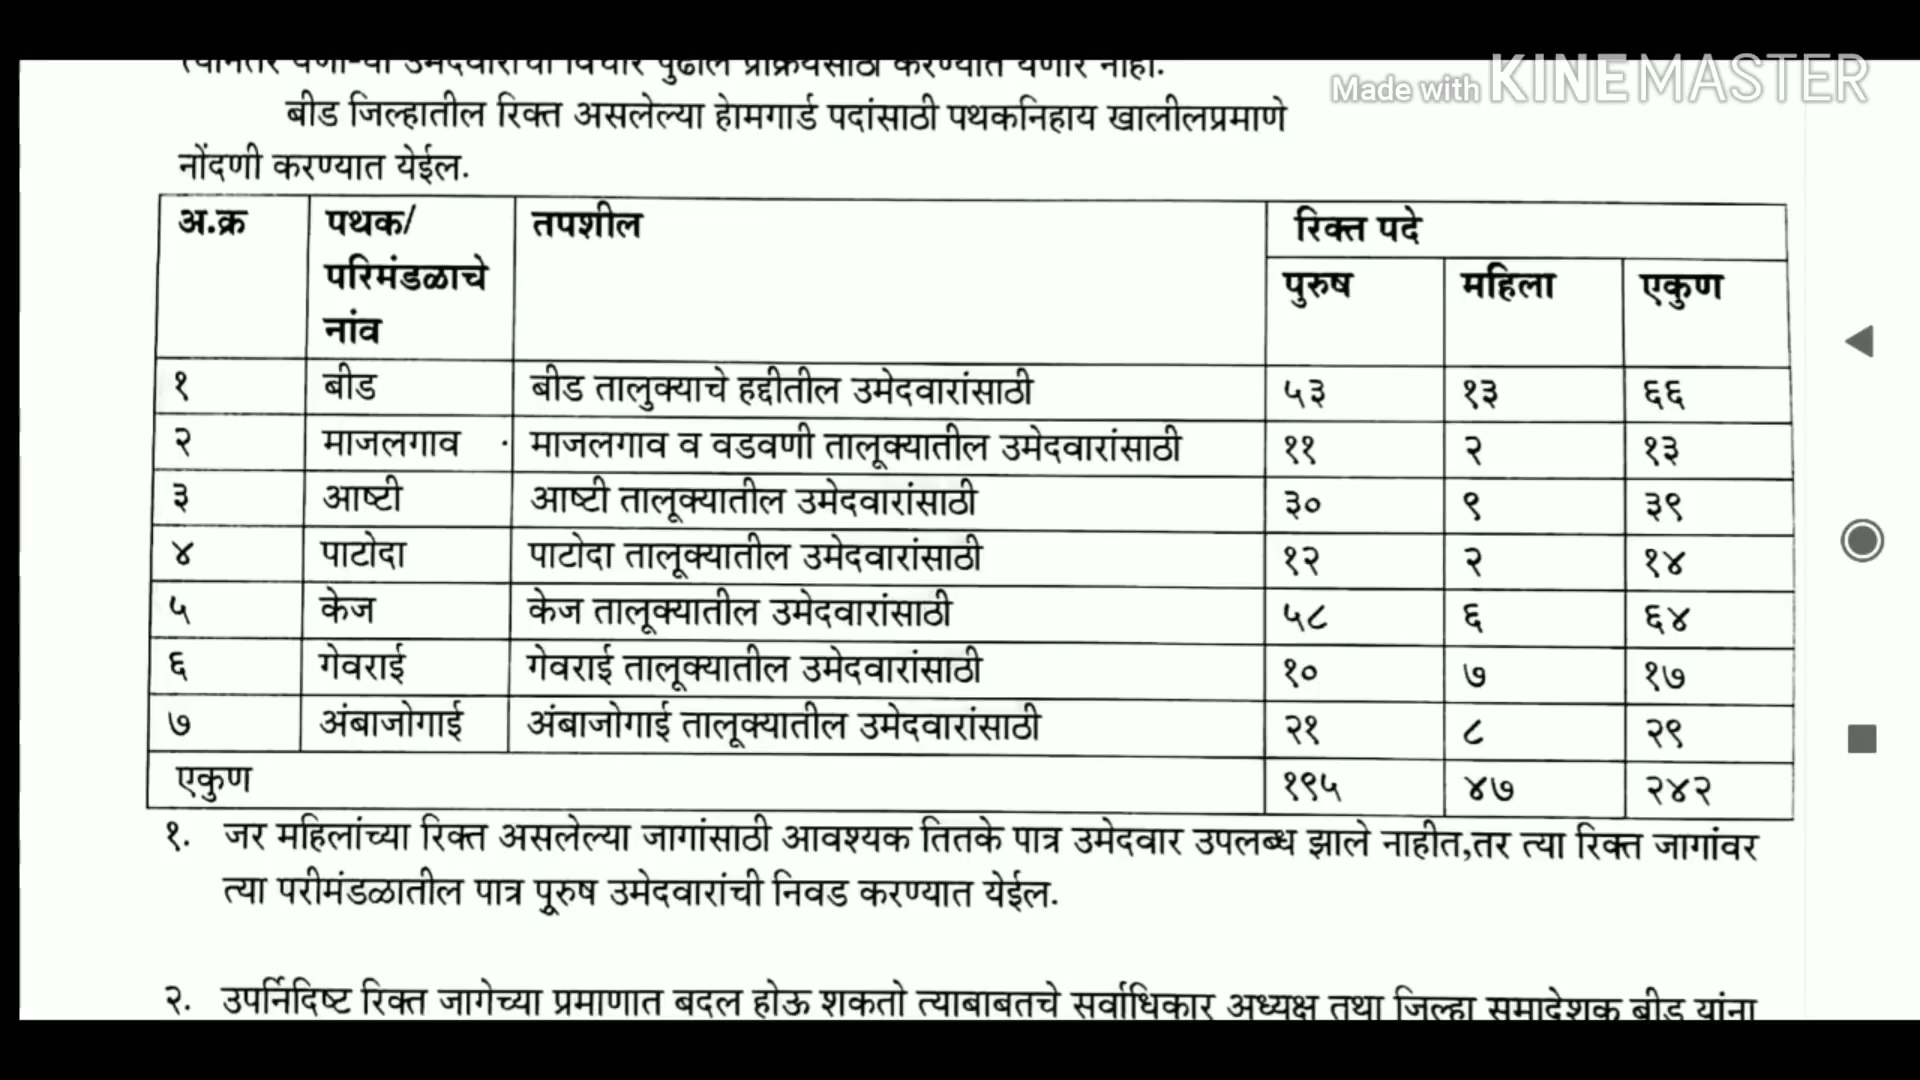 त्यानंतर येणाऱ्या उमेदवारांचा विचार पुढील प्रक्रियेसाठी करण्यात येणार नाही.
Made with KINEMASTER
बीड जिल्हातील रिक्त असलेल्या होमगार्ड पदांसाठी पथकनिहाय खालीलप्रमाणे
नोंदणी करण्यात येईल.
अ.क्र पथक/ परिमंडळाचे नांव तपशील रिक्त पदे
पुरुष महिला एकुण
१ बीड बीड तालुक्याचे हद्दीतील उमेदवारांसाठी ५३ १३ ६६
२ माजलगाव माजलगाव व वडवणी तालूक्यातील उमेदवारांसाठी ११ २ १३
३ आष्टी आष्टी तालूक्यातील उमेदवारांसाठी ३० ९ ३९
४ पाटोदा पाटोदा तालूक्यातील उमेदवारांसाठी १२ २ १४
५ केज केज तालूक्यातील उमेदवारांसाठी ५८ ६ ६४
६ गेवराई गेवराई तालूक्यातील उमेदवारांसाठी १० ७ १७
७ अंबाजोगाई अंबाजोगाई तालूक्यातील उमेदवारांसाठी २१ ८ २९
एकुण १९५ ४७ २४२
१. जर महिलांच्या रिक्त असलेल्या जागांसाठी आवश्यक तितके पात्र उमेदवार उपलब्ध झाले नाहीत,तर त्या रिक्त जागांवर
त्या परीमंडळातील पात्र पुरुष उमेदवारांची निवड करण्यात येईल.
२. उपर्निदिष्ट रिक्त जागेच्या प्रमाणात बदल होऊ शकतो त्याबाबतचे सर्वाधिकार अध्यक्ष तथा जिल्हा समादेशक बीड यांना